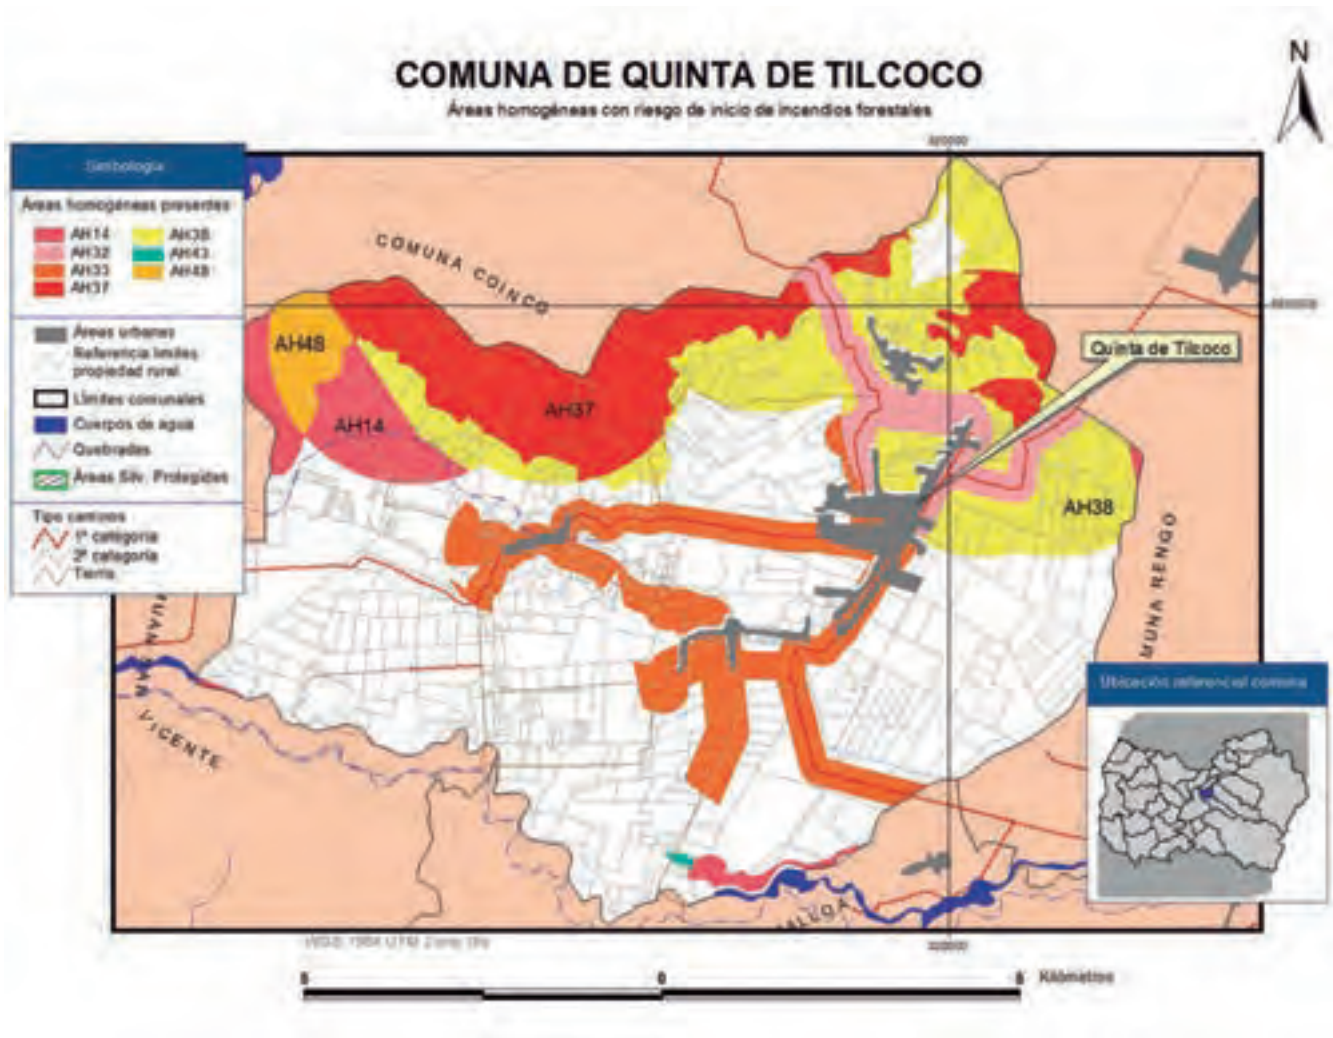 COMUNA DE QUINTA DE TILCOCO
Áreas homogéneas con riesgo de inicio de incendios forestales
N
Simbología
Áreas homogéneas presentes
AH14
AH38
AH32
AH43
AH33
AH48
AH37
Áreas urbanas
Referencia límites
propiedad rural
Límites comunales
Cuerpos de agua
Quebradas
Áreas Silv. Protegidas
Tipo caminos
1ª categoría
2ª categoría
Tierra
COMUNA COINCO
AH48
AH14
AH37
Quinta de Tilcoco
AH38
MUNA RENGO
VICENTE
MALLOA
Ubicación referencial comuna
320000
Kilómetros